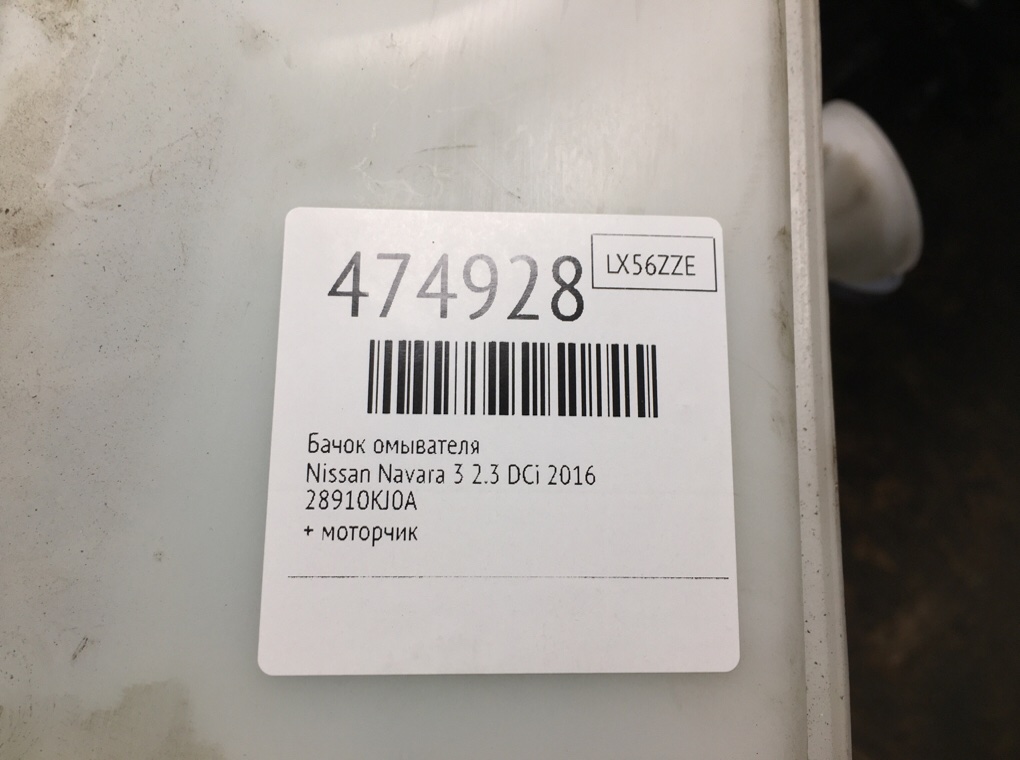 474928
LX56ZZE
Бачок омывателя
Nissan Navara 3 2.3 DCi 2016
28910KJ0A
+ моторчик